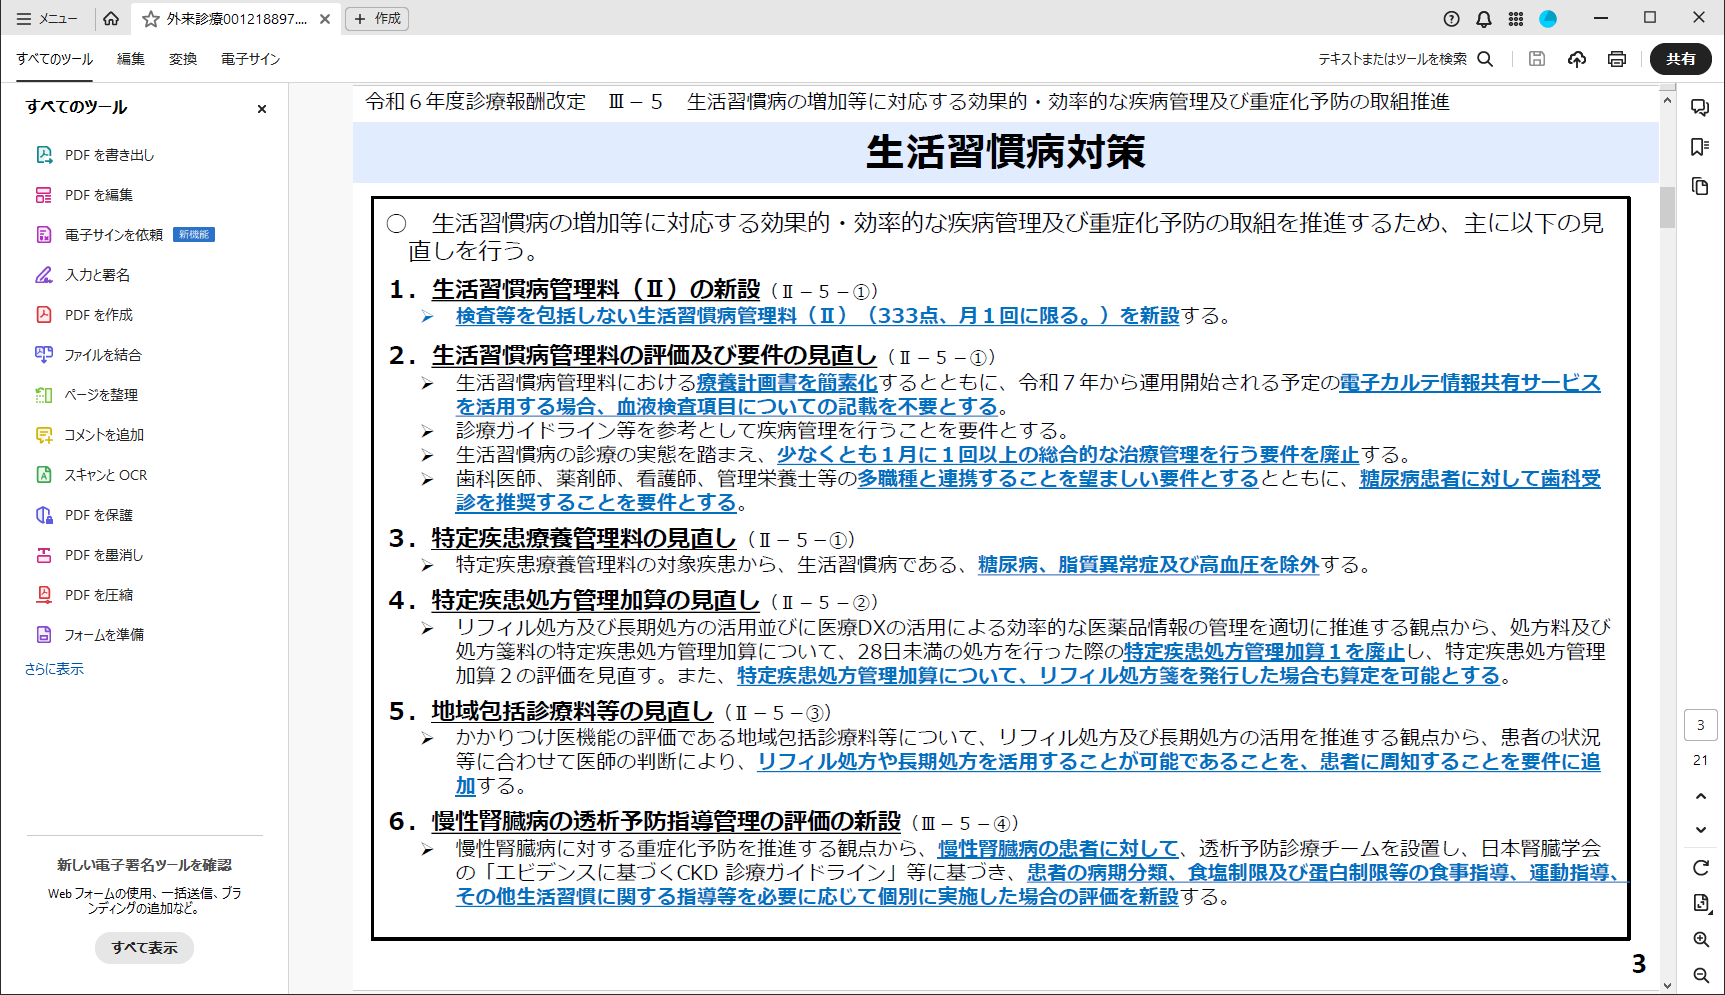 メニュー
外来診療001218897....
作成
すべてのツール
編集
変換
電子サイン
テキストまたはツールを検索
共有
すべてのツール
PDF を書き出し
PDF を編集
電子サインを依頼 新機能
入力と署名
PDF を作成
ファイルを結合
ページを整理
コメントを追加
スキャンと OCR
PDF を保護
PDF を墨消し
PDF を圧縮
フォームを準備
さらに表示
新しい電子署名ツールを確認
Web フォームの使用、一括送信、ブラ
ンディングの追加など。
すべて表示
令和６年度診療報酬改定　Ⅲ－５　生活習慣病の増加等に対応する効果的・効率的な疾病管理及び重症化予防の取組推進
生活習慣病対策
○　生活習慣病の増加等に対応する効果的・効率的な疾病管理及び重症化予防の取組を推進するため、主に以下の見
直しを行う。
１．生活習慣病管理料（Ⅱ）の新設（Ⅱ－５－①）
➢ 検査等を包括しない生活習慣病管理料（Ⅱ）（333点、月１回に限る。）を新設する。
２．生活習慣病管理料の評価及び要件の見直し（Ⅱ－５－①）
➢ 生活習慣病管理料における療養計画書を簡素化するとともに、令和７年から運用開始される予定の電子カルテ情報共有サービス
を活用する場合、血液検査項目についての記載を不要とする。
➢ 診療ガイドライン等を参考として疾病管理を行うことを要件とする。
➢ 生活習慣病の診療の実態を踏まえ、少なくとも１月に１回以上の総合的な治療管理を行う要件を廃止する。
➢ 歯科医師、薬剤師、看護師、管理栄養士等の多職種と連携することを望ましい要件とするとともに、糖尿病患者に対して歯科受
診を推奨することを要件とする。
３．特定疾患療養管理料の見直し（Ⅱ－５－①）
➢ 特定疾患療養管理料の対象疾患から、生活習慣病である、糖尿病、脂質異常症及び高血圧を除外する。
４．特定疾患処方管理加算の見直し（Ⅱ－５－②）
➢ リフィル処方及び長期処方の活用並びに医療DXの活用による効率的な医薬品情報の管理を適切に推進する観点から、処方料及び
処方箋料の特定疾患処方管理加算について、28日未満の処方を行った際の特定疾患処方管理加算１を廃止し、特定疾患処方管理
加算２の評価を見直す。また、特定疾患処方管理加算について、リフィル処方箋を発行した場合も算定を可能とする。
５．地域包括診療料等の見直し（Ⅱ－５－③）
➢ かかりつけ医機能の評価である地域包括診療料等について、リフィル処方及び長期処方の活用を推進する観点から、患者の状況
等に合わせて医師の判断により、リフィル処方や長期処方を活用することが可能であることを、患者に周知することを要件に追
加する。
６．慢性腎臓病の透析予防指導管理の評価の新設（Ⅲ－５－④）
➢ 慢性腎臓病に対する重症化予防を推進する観点から、慢性腎臓病の患者に対して、透析予防診療チームを設置し、日本腎臓学会
の「エビデンスに基づくCKD 診療ガイドライン」等に基づき、患者の病期分類、食塩制限及び蛋白制限等の食事指導、運動指導、
その他生活習慣に関する指導等を必要に応じて個別に実施した場合の評価を新設する。
3
3
21